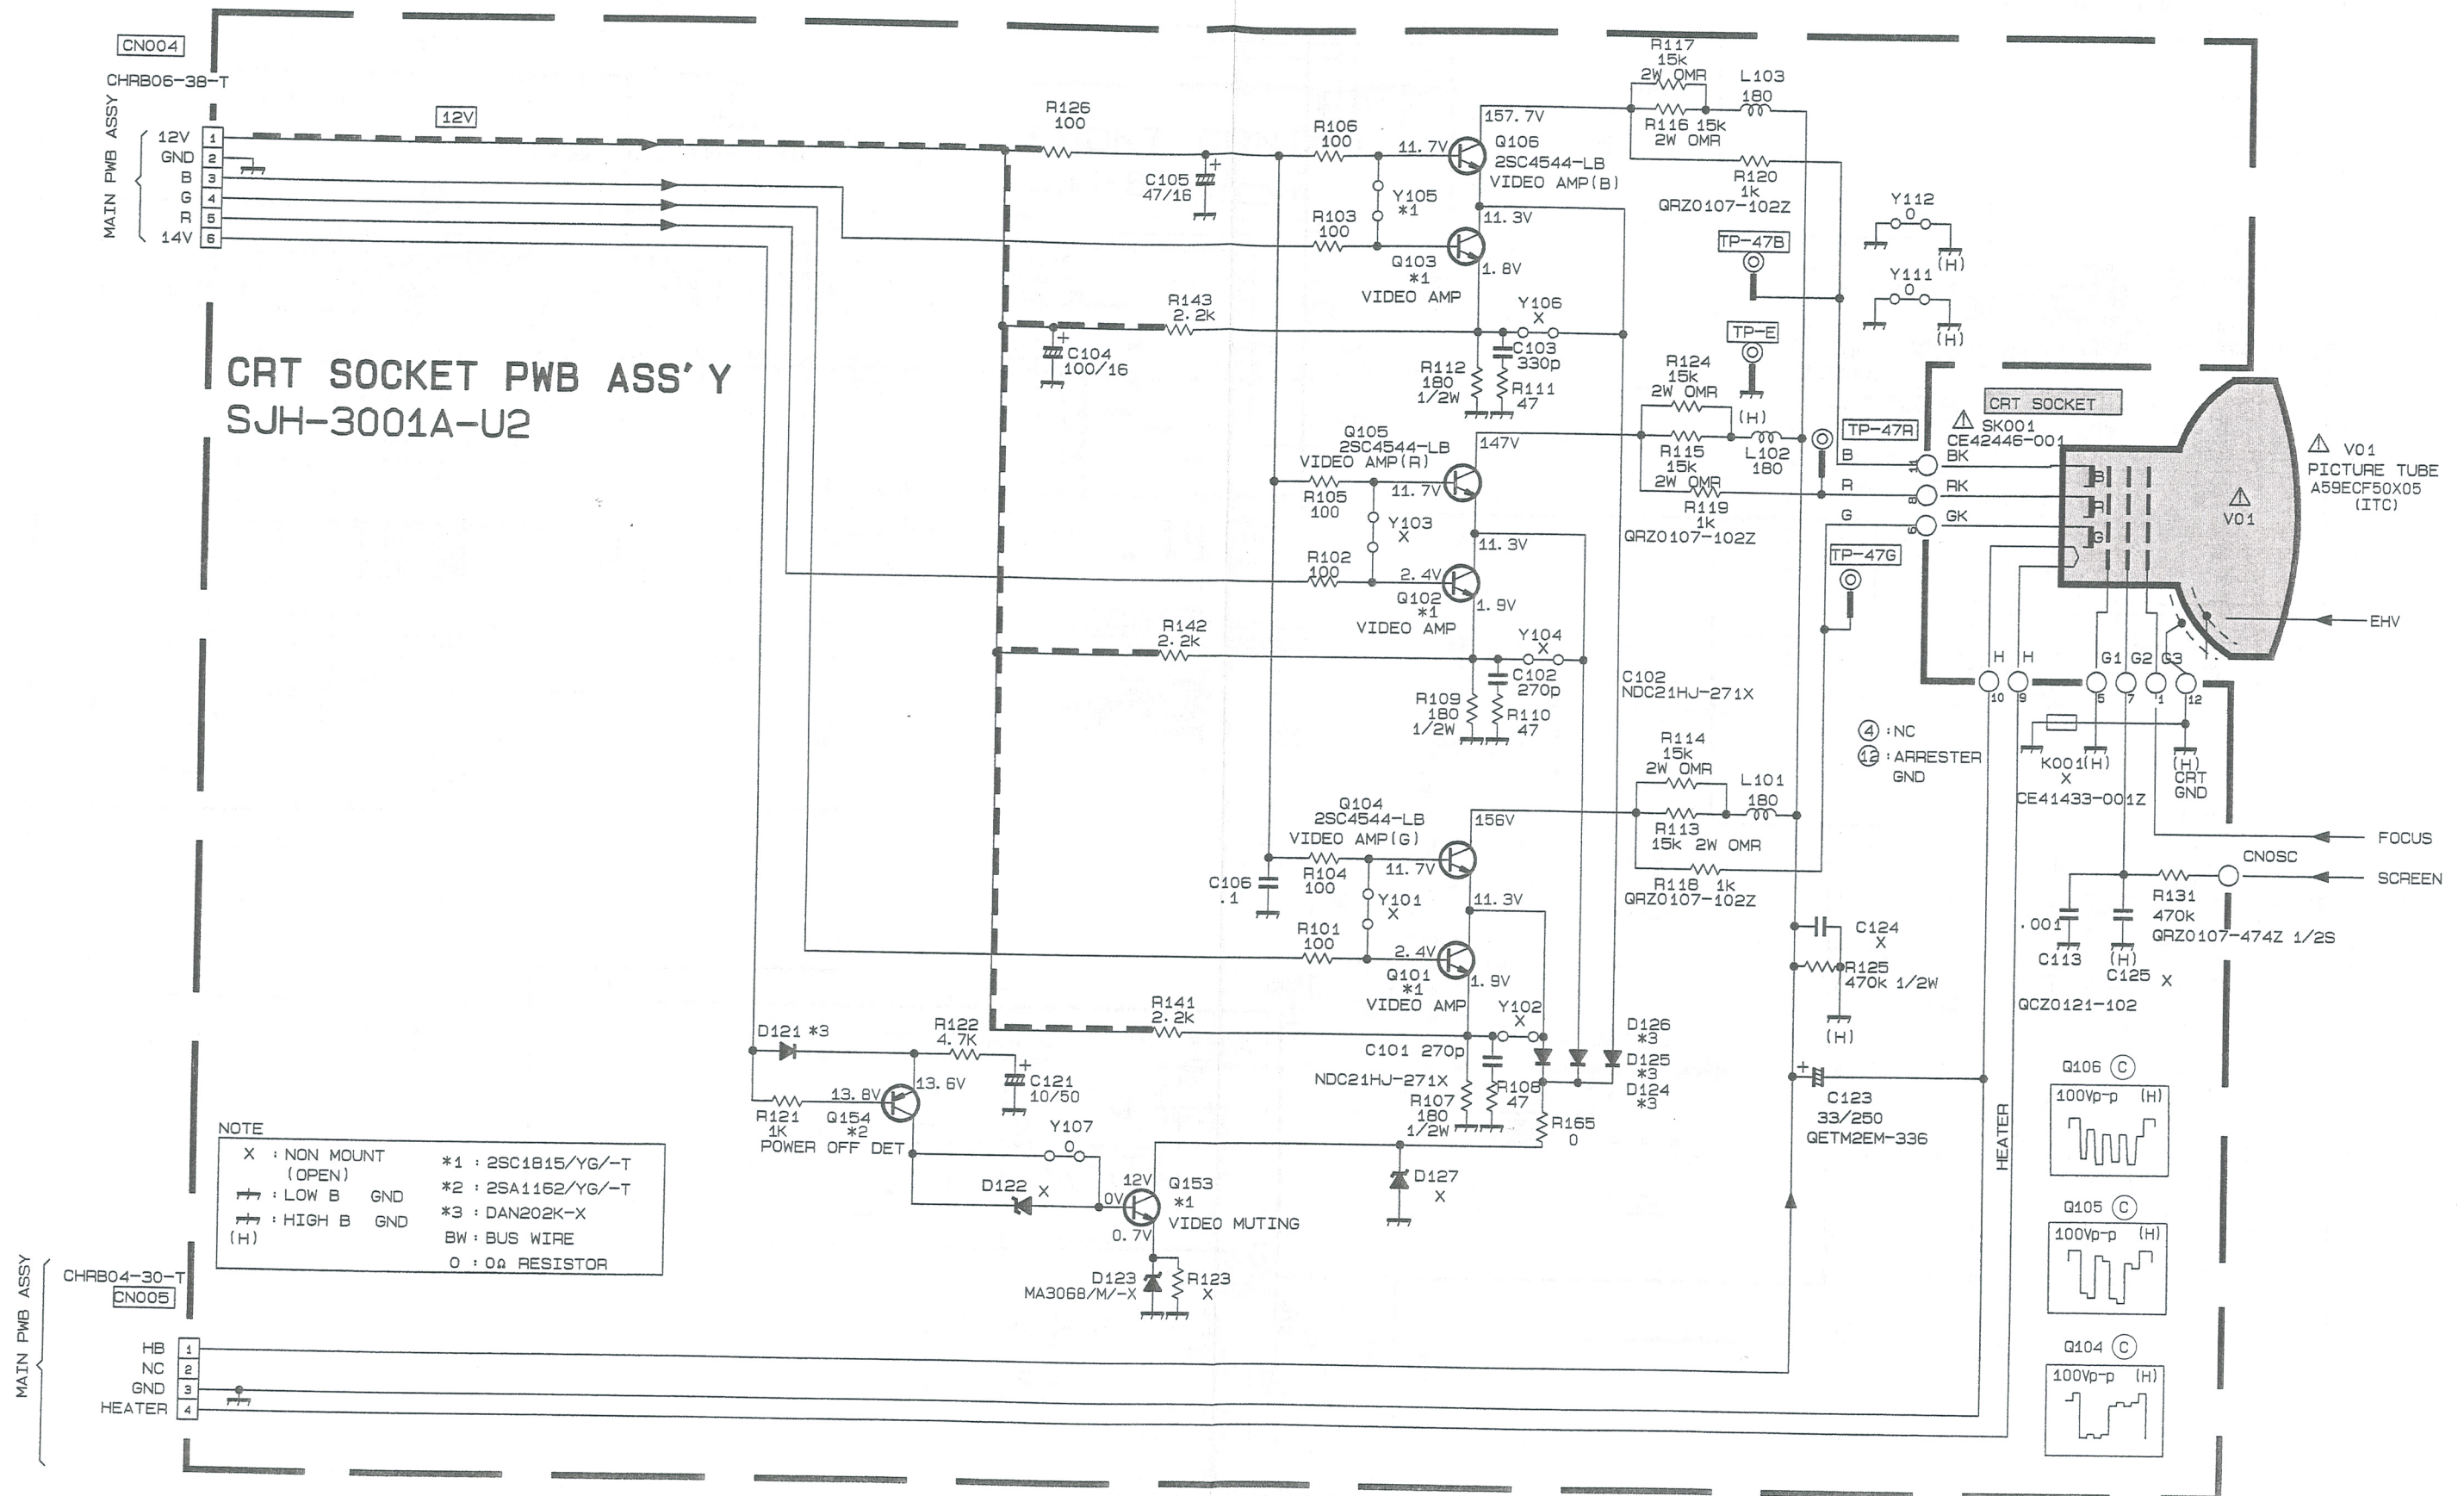 CN004
CHRB06-38-T
MAIN PWB ASSY
12V 1
GND 2
B 3
G 4
R 5
14V 6
12V
CRT SOCKET PWB ASS'Y
SJH-3001A-U2
R126
100
C105
47/16
R106
100
11.7V
157.7V
Q106
2SC4544-LB
VIDEO AMP(B)
Y105
*1
R103
100
11.3V
Q103
*1
VIDEO AMP
1.8V
R117
15k
2W OMR
L103
180
R116 15k
2W OMR
R120
1k
QRZ0107-102Z
TP-47B
Y112
0
(H)
Y111
0
(H)
R143
2.2K
C104
100/16
Y106
X
C103
330p
R112
180
1/2W
R111
47
TP-E
(H)
R124
15k
2W OMR
R115
15k
2W OMR
L102
180
R119
1k
QRZ0107-102Z
Q105
2SC4544-LB
VIDEO AMP(R)
147V
R105
100
11.7V
Y103
X
11.3V
R102
100
2.4V
Q102
*1
VIDEO AMP
1.9V
TP-47R
TP-47G
CRT SOCKET
SK001
CE42446-001
B 11 BK
R 8 RK
G 6 GK
B
R
G
V01
V01
PICTURE TUBE
A59ECF50X05
(ITC)
EHV
H H G1 G2 G3
10 9 5 7 1 12
R142
2.2K
Y104
X
C102
270p
C102
NDC21HJ-271X
R109
180
1/2W
R110
47
4 :NC
12 :ARRESTER
GND
K001(H)
X
CE41433-001Z
(H)
CRT
GND
FOCUS
CNOSC
SCREEN
R131
470k
QRZ0107-474Z 1/2S
.001
C113
(H)
C125 X
QCZ0121-102
R114
15k
2W OMR
L101
180
R113
15k 2W OMR
R118 1k
QRZ0107-102Z
Q104
2SC4544-LB
VIDEO AMP(G)
156V
C106
.1
R104
100
11.7V
Y101
X
11.3V
R101
100
2.4V
Q101
*1
VIDEO AMP
1.9V
C124
X
R125
470k 1/2W
(H)
C123
33/250
QETM2EM-336
R141
2.2K
Y102
X
C101 270p
NDC21HJ-271X
R107
180
1/2W
R108
47
D126
*3
D125
*3
D124
*3
R165
0
D121 *3
R122
4.7K
C121
10/50
13.6V
13.8V
R121
1K
Q154
*2
POWER OFF DET
Y107
0
D122 X
12V
0V
0.7V
Q153
*1
VIDEO MUTING
D127
X
D123
MA3068/M/-X
R123
X
HEATER
Q106 C
100Vp-p (H)
Q105 C
100Vp-p (H)
Q104 C
100Vp-p (H)
NOTE
X : NON MOUNT
(OPEN)
: LOW B GND
: HIGH B GND
(H)
*1 : 2SC1815/YG/-T
*2 : 2SA1162/YG/-T
*3 : DAN202K-X
BW : BUS WIRE
0 : 0Ω RESISTOR
MAIN PWB ASSY
CHRB04-30-T
CN005
HB 1
NC 2
GND 3
HEATER 4